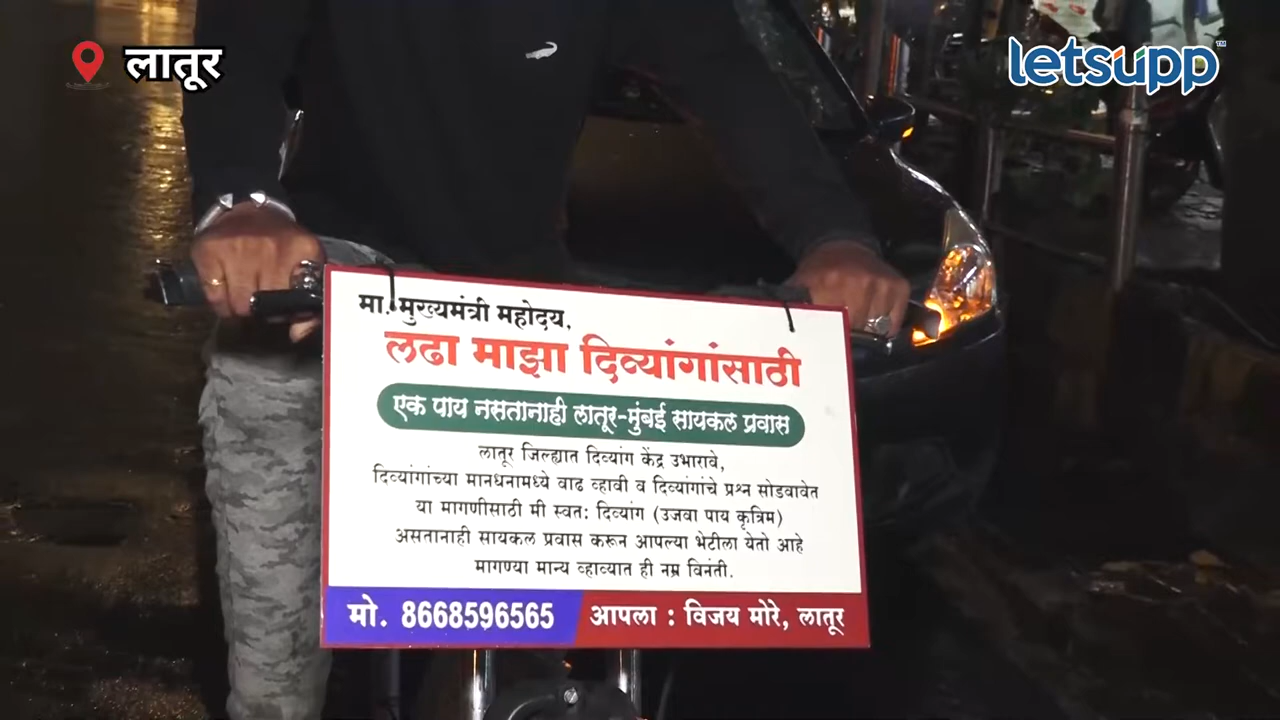 लातूर
letsupp™
मा. मुख्यमंत्री महोदय,
लढा माझा दिव्यांगांसाठी
एक पाय नसतानाही लातूर-मुंबई सायकल प्रवास
लातूर जिल्ह्यात दिव्यांग केंद्र उभारावे,
दिव्यांगांच्या मानधनामध्ये वाढ व्हावी व दिव्यांगांचे प्रश्न सोडवावेत
या मागणीसाठी मी स्वतः दिव्यांग (उजवा पाय कृत्रिम)
असतानाही सायकल प्रवास करून आपल्या भेटीला येतो आहे
मागण्या मान्य व्हाव्यात ही नम्र विनंती.
मो. 8668596565 आपला : विजय मोरे, लातूर